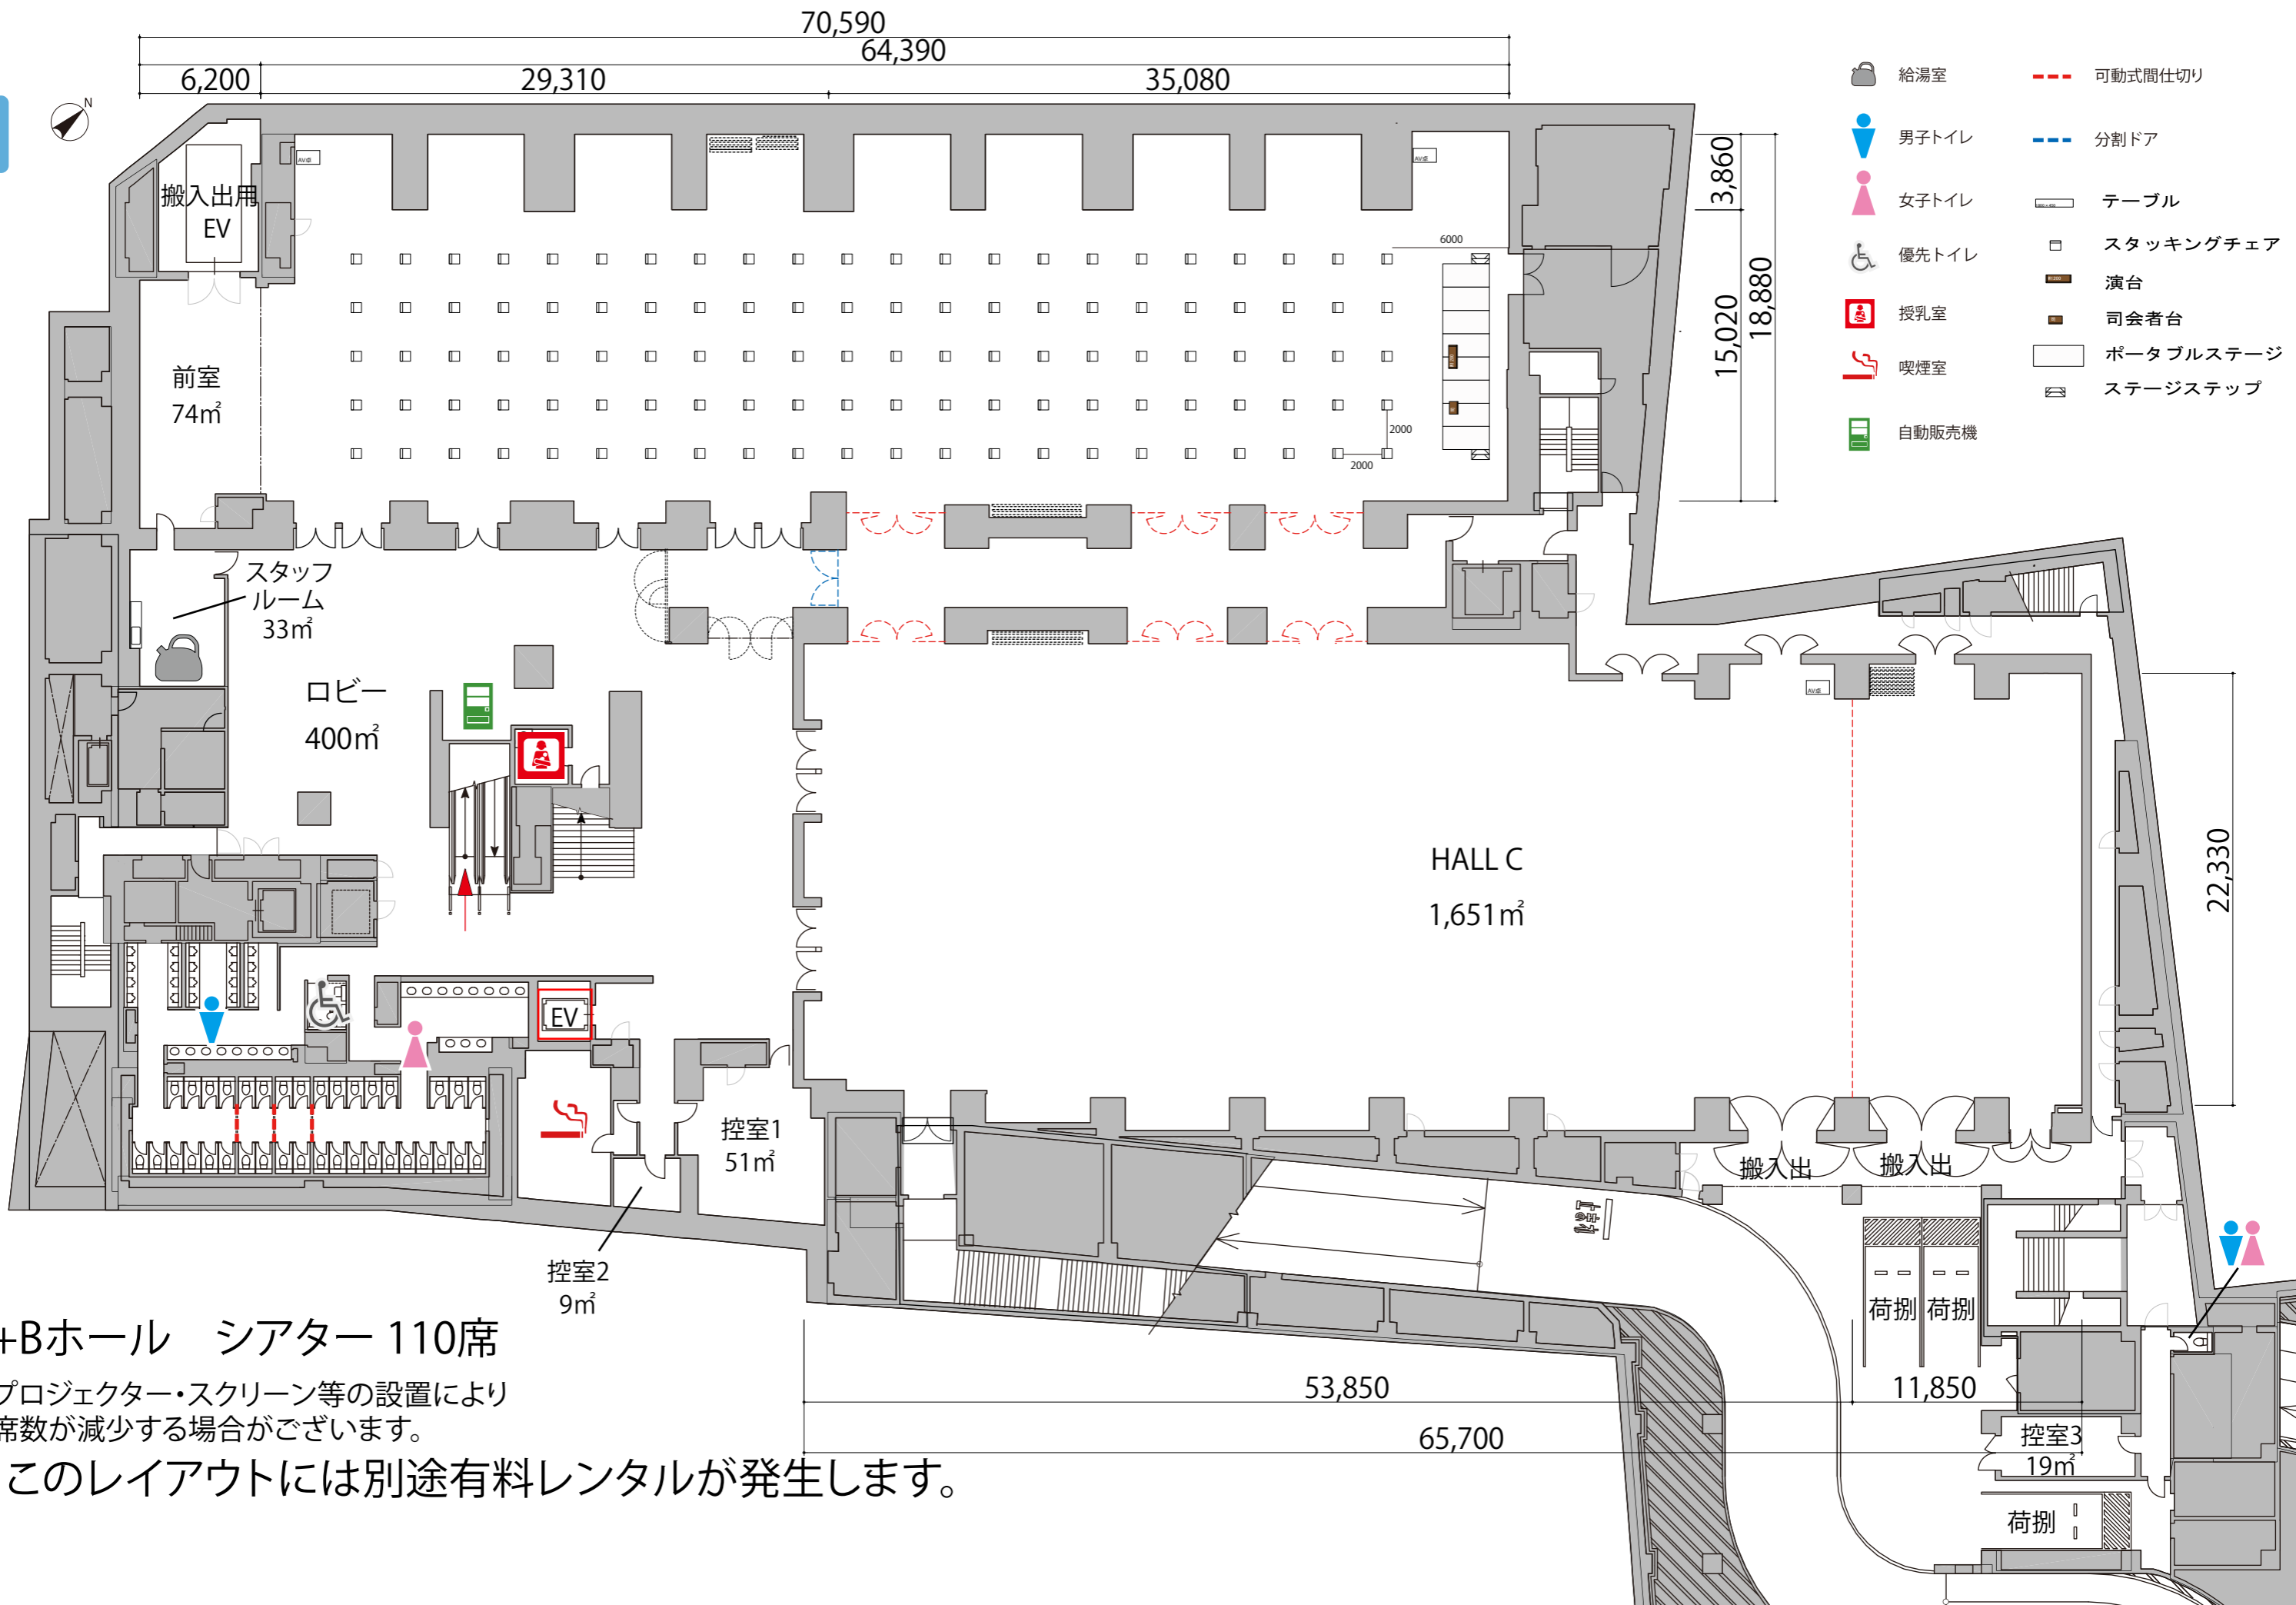 70,590
64,390
6,200
29,310
35,080
N
給湯室
可動式間仕切り
男子トイレ
分割ドア
女子トイレ
テーブル
優先トイレ
スタッキングチェア
演台
授乳室
司会者台
喫煙室
ポータブルステージ
ステージステップ
自動販売機
AV卓
AV卓
3,860
15,020
18,880
搬入出用
EV
6000
前室
74㎡
2000
2000
スタッフ
ルーム
33㎡
ロビー
400㎡
AV卓
HALL C
1,651㎡
22,330
EV
控室1
51㎡
搬入出
搬入出
控室2
9㎡
荷捌
荷捌
+Bホール　シアター 110席
プロジェクター・スクリーン等の設置により
席数が減少する場合がございます。
このレイアウトには別途有料レンタルが発生します。
53,850
11,850
65,700
控室3
19㎡
荷捌